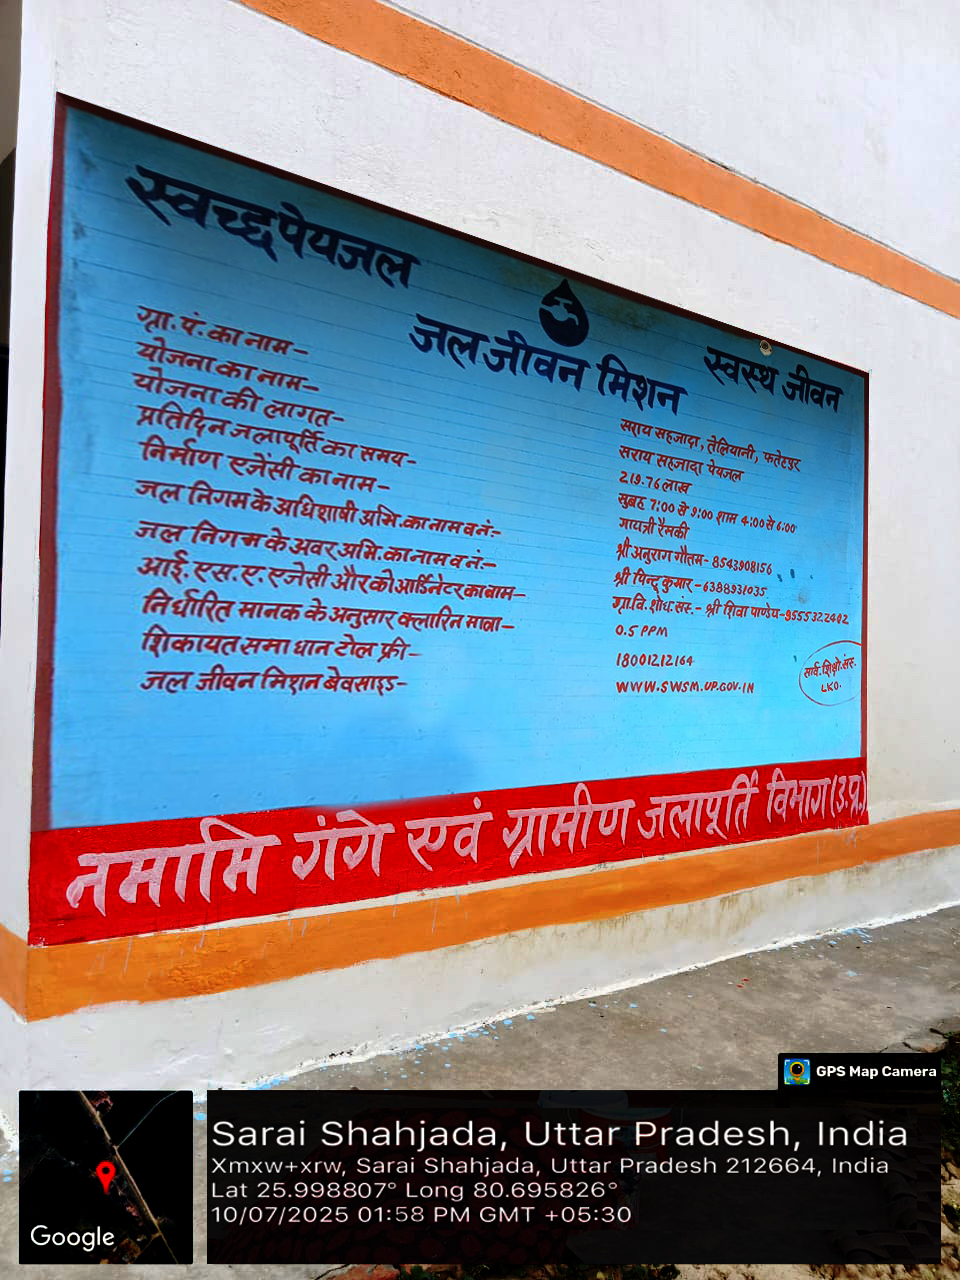 स्वच्छ पेयजल
जल जीवन मिशन
स्वस्थ जीवन
ग्रा. पं. का नाम –
योजना का नाम –
योजना की लागत –
प्रतिदिन जलापूर्ति का समय –
निर्माण एजेंसी का नाम –
जल निगम के अधिशाषी अभि. का नाम व नं:-
जल निगम के अवर अभि. का नाम व नं:-
आई. एस. ए. एजेंसी और कोआर्डिनेटर का नाम –
निर्धारित मानक के अनुसार क्लोरिन मात्रा –
शिकायत समाधान टोल फ्री –
जल जीवन मिशन बेवसाइड –
सराय सहजादा, तेलियानी, फतेहपुर
सराय सहजादा पेयजल
219.76 लाख
सुबह 7:00 से 9:00 शाम 4:00 से 6:00
गायत्री रैमकी
श्री अनुराग गौतम – 8543908156
श्री पिन्टू कुमार – 6388931035
ग्रा. वि. शोध संस्. – श्री शिवा पाण्डेय – 9555322402
0.5 PPM
18001212164
WWW.SWSM.UP.GOV.IN
LKO.
नमामि गंगे एवं ग्रामीण जलापूर्ति विभाग (उ.प्र.)
GPS Map Camera
Google
Sarai Shahjada, Uttar Pradesh, India
Xmxw+xrw, Sarai Shahjada, Uttar Pradesh 212664, India
Lat 25.998807° Long 80.695826°
10/07/2025 01:58 PM GMT +05:30